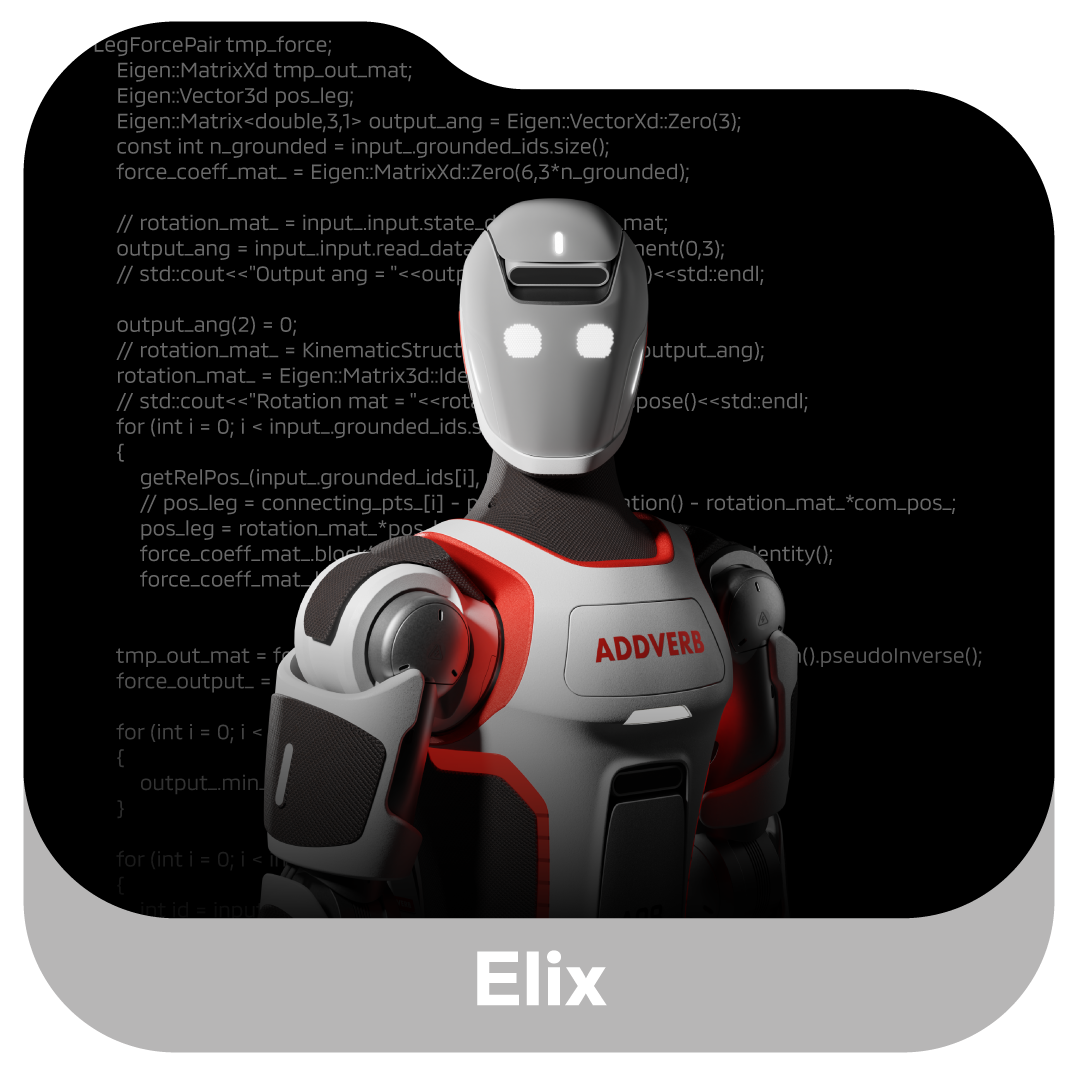 LegForcePair tmp_force;
Eigen::MatrixXd tmp_out_mat;
Eigen::Vector3d pos_leg;
Eigen::Matrix<double,3,1> output_ang = Eigen::VectorXd::Zero(3);
const int n_grounded = input_.grounded_ids.size();
force_coeff_mat_ = Eigen::MatrixXd::Zero(6,3*n_grounded);
// rotation_mat_ = input_.input.state_ mat;
output_ang = input_.input.read_data ment(0,3);
// std::cout<<"Output ang = "<<outp )<<std::endl;
output_ang(2) = 0;
// rotation_mat_ = KinematicStruct output_ang);
rotation_mat_ = Eigen::Matrix3d::Ide
// std::cout<<"Rotation mat = "<<rota pose()<<std::endl;
for (int i = 0; i < input_.grounded_ids.s
{
getRelPos_(input_.grounded_ids[i],
// pos_leg = connecting_pts_[i] - p ation() - rotation_mat_*com_pos_;
pos_leg = rotation_mat_*pos_
force_coeff_mat_.block dentity();
force_coeff_mat_
tmp_out_mat = fo ().pseudoInverse();
force_output_ =
for (int i = 0; i <
{
output_.min_
}
for (int i = 0; i < i
{
int id = input
ADDVERB
Elix